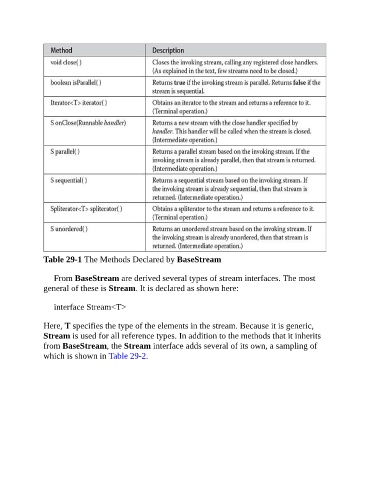 Method Description
void close( ) Closes the invoking stream, calling any registered close handlers.
(As explained in the text, few streams need to be closed.)
boolean isParallel( ) Returns true if the invoking stream is parallel. Returns false if the
stream is sequential.
Iterator<T> iterator( ) Obtains an iterator to the stream and returns a reference to it.
(Terminal operation.)
S onClose(Runnable handler) Returns a new stream with the close handler specified by
handler. This handler will be called when the stream is closed.
(Intermediate operation.)
S parallel( ) Returns a parallel stream based on the invoking stream. If the
invoking stream is already parallel, then that stream is returned.
(Intermediate operation.)
S sequential( ) Returns a sequential stream based on the invoking stream. If
the invoking stream is already sequential, then that stream is
returned. (Intermediate operation.)
Spliterator<T> spliterator( ) Obtains a spliterator to the stream and returns a reference to it.
(Terminal operation.)
S unordered( ) Returns an unordered stream based on the invoking stream. If
the invoking stream is already unordered, then that stream is
returned. (Intermediate operation.)
Table 29-1 The Methods Declared by BaseStream
From BaseStream are derived several types of stream interfaces. The most
general of these is Stream. It is declared as shown here:
interface Stream<T>
Here, T specifies the type of the elements in the stream. Because it is generic,
Stream is used for all reference types. In addition to the methods that it inherits
from BaseStream, the Stream interface adds several of its own, a sampling of
which is shown in Table 29-2.